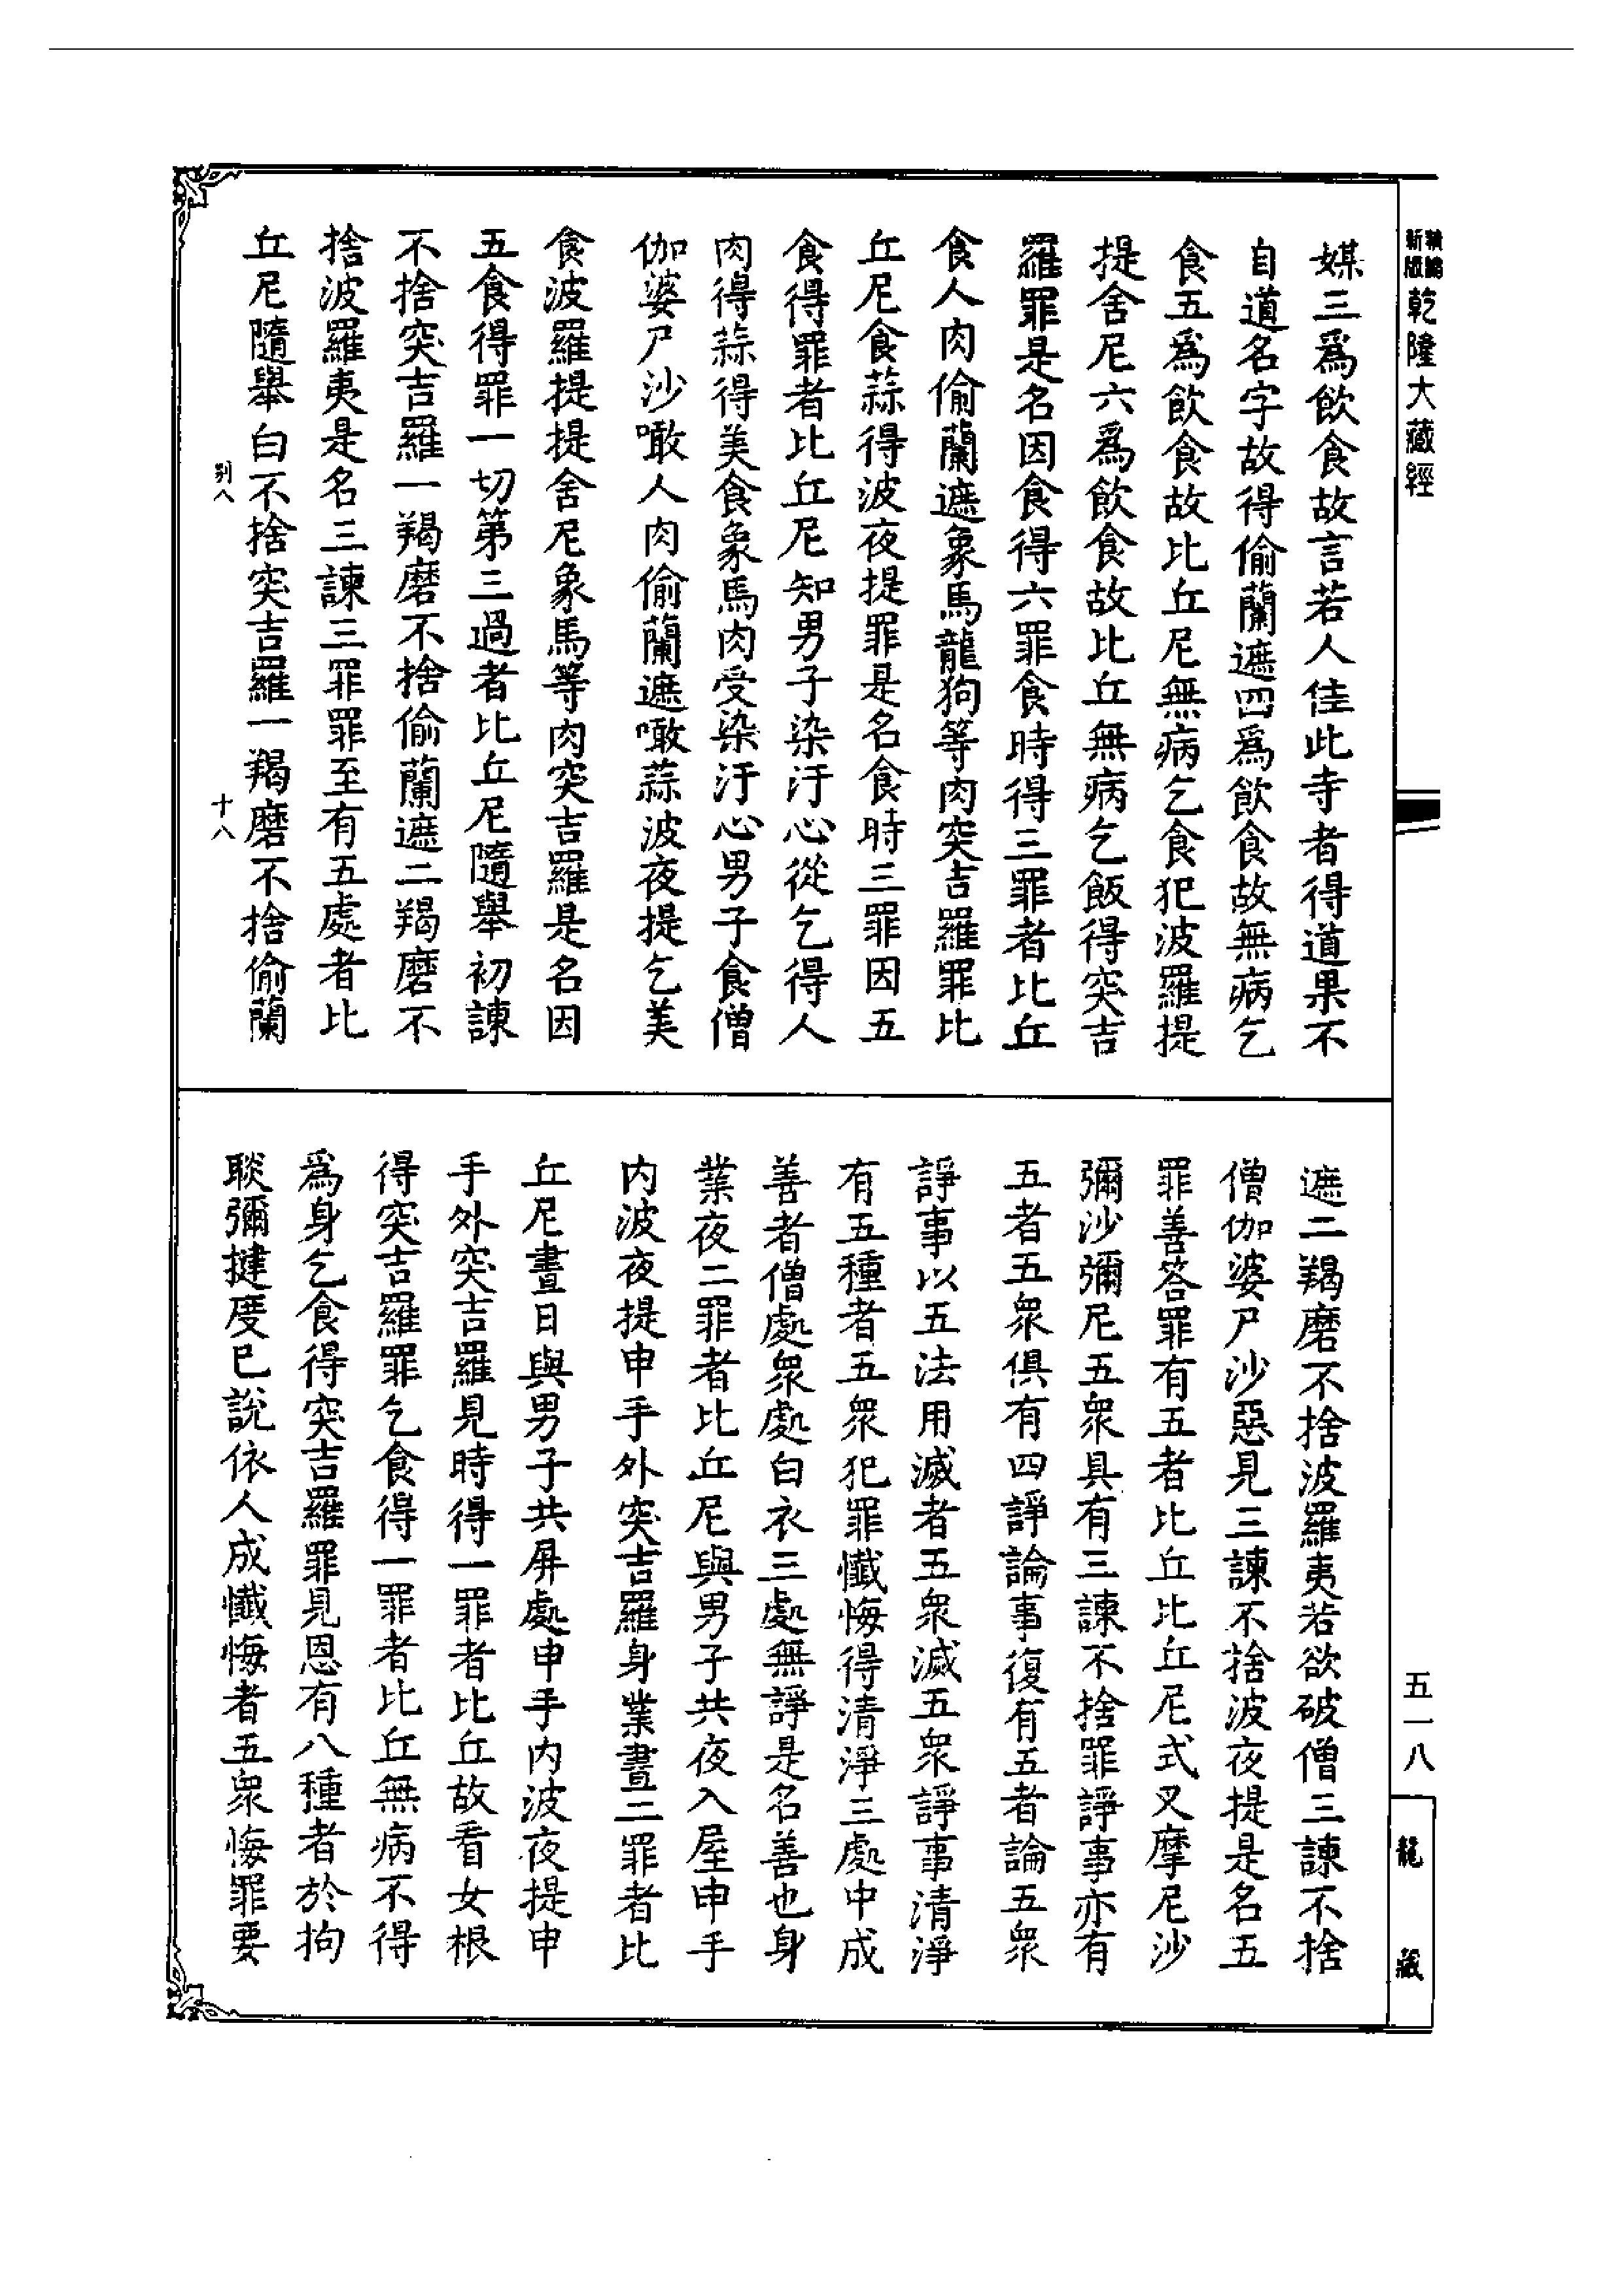 新版
乾隆大藏經
五一八
龍藏
媒三爲飲食故言若人住此寺者得道果不
自道名字故得偷蘭遮四爲飲食故無病乞
食五爲飲食故比丘尼無病乞食犯波羅提
提舍尼六爲飲食故比丘無病乞飯得突吉
羅罪是名因食得六罪食時得三罪者比丘
食人肉偷蘭遮象馬龍狗等肉突吉羅罪比
丘尼食蒜得波夜提罪是名食時三罪因五
食得罪者比丘尼知男子染汙心從乞得人
肉得蒜得美食象馬肉受染汙心男子食僧
伽婆尸沙噉人肉偷蘭遮噉蒜波夜提乞美
食波羅提提舍尼象馬等肉突吉羅是名因
五食得罪一切第三過者比丘尼隨舉初諫
不捨突吉羅一羯磨不捨偷蘭遮二羯磨不
捨波羅夷是名三諫三罪罪至有五處者比
丘尼隨舉白不捨突吉羅一羯磨不捨偷蘭
別八
十八
遮二羯磨不捨波羅夷若欲破僧三諫不捨
僧伽婆尸沙惡見三諫不捨波夜提是名五
罪善答罪有五者比丘比丘尼式叉摩尼沙
彌沙彌尼五眾具有三諫不捨罪諍事亦有
五者五眾俱有四諍論事復有五者論五眾
諍事以五法用滅者五眾滅五眾諍事清淨
有五種者五眾犯罪懺悔得清淨三處中成
善者僧處眾處白衣三處無諍是名善也身
業夜二罪者比丘尼與男子共夜入屋申手
內波夜提申手外突吉羅身業晝二罪者比
丘尼晝日與男子共屏處申手內波夜提申
手外突吉羅見時得一罪者比丘故看女根
得突吉羅罪乞食得一罪者比丘無病不得
爲身乞食得突吉羅罪見恩有八種者於拘
睒彌揵度已說依人成懺悔者五眾悔罪要